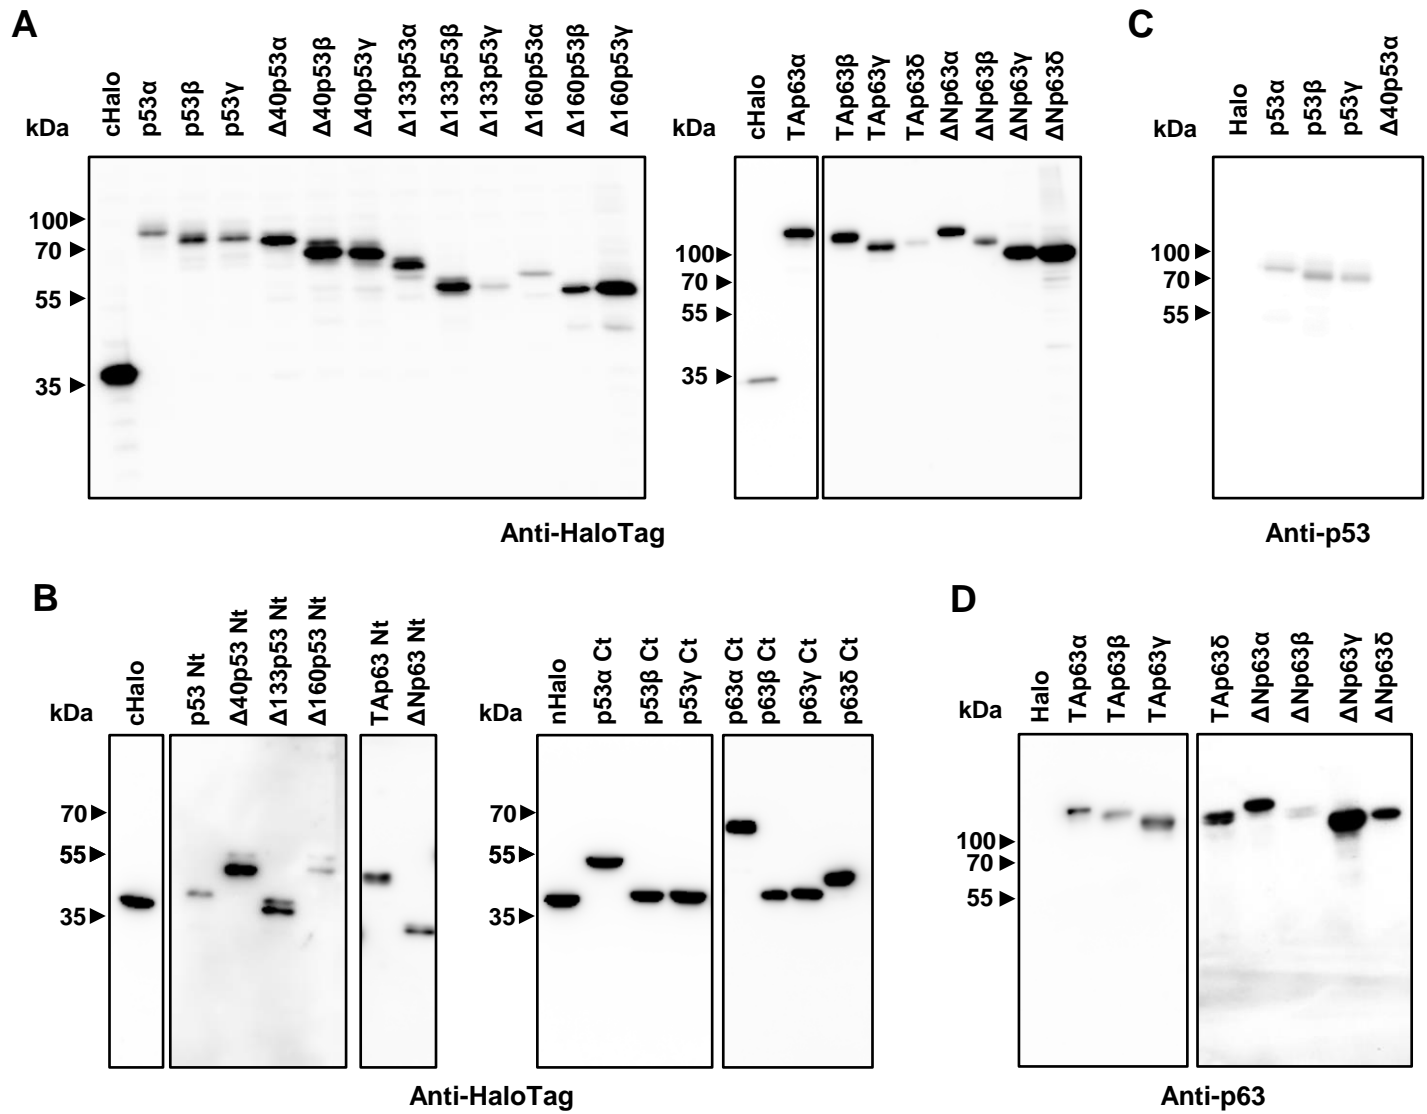 A
kDa
cHalo
p53α
p53β
p53γ
Δ40p53α
Δ40p53β
Δ40p53γ
Δ133p53α
Δ133p53β
Δ133p53γ
Δ160p53α
Δ160p53β
Δ160p53γ
100
70
55
35
kDa
cHalo
TAp63α
TAp63β
TAp63γ
TAp63δ
ΔNp63α
ΔNp63β
ΔNp63γ
ΔNp63δ
100
70
55
35
Anti-HaloTag
C
kDa
Halo
p53α
p53β
p53γ
Δ40p53α
100
70
55
Anti-p53
B
kDa
cHalo
p53 Nt
Δ40p53 Nt
Δ133p53 Nt
Δ160p53 Nt
TAp63 Nt
ΔNp63 Nt
70
55
35
kDa
nHalo
p53α Ct
p53β Ct
p53γ Ct
p63α Ct
p63β Ct
p63γ Ct
p63δ Ct
70
55
35
Anti-HaloTag
D
kDa
Halo
TAp63α
TAp63β
TAp63γ
TAp63δ
ΔNp63α
ΔNp63β
ΔNp63γ
ΔNp63δ
100
70
55
Anti-p63